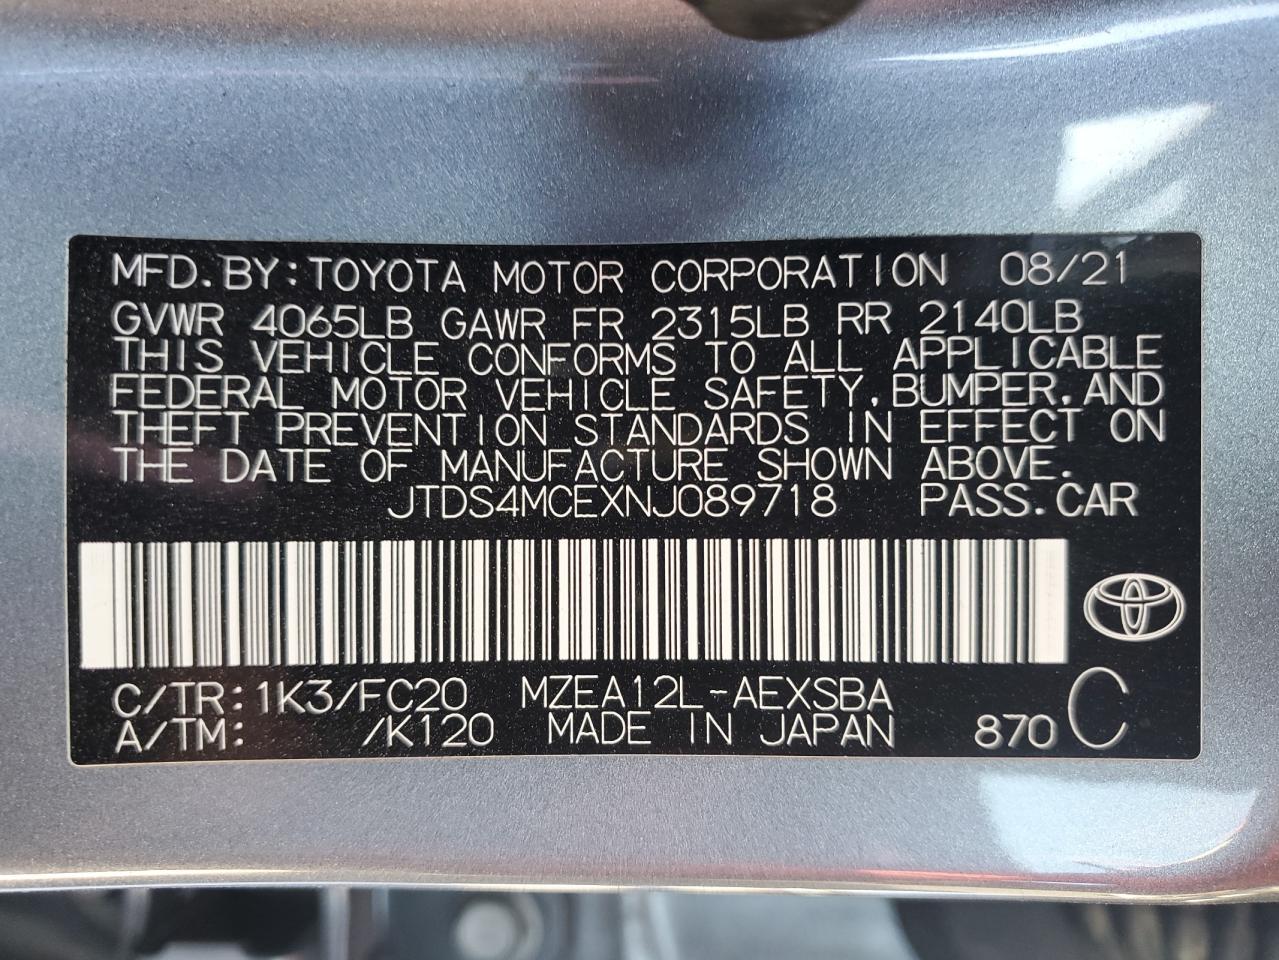 MFD.BY:TOYOTA MOTOR CORPORATION 08/21
GVWR 4065LB GAWR FR 2315LB RR 2140LB
THIS VEHICLE CONFORMS TO ALL APPLICABLE
FEDERAL MOTOR VEHICLE SAFETY,BUMPER,AND
THEFT PREVENTION STANDARDS IN EFFECT ON
THE DATE OF MANUFACTURE SHOWN ABOVE.
JTDS4MCEXNJ089718 PASS.CAR
C/TR:1K3/FC20 MZEA12L-AEXSBA
A/TM: /K120 MADE IN JAPAN 870 C